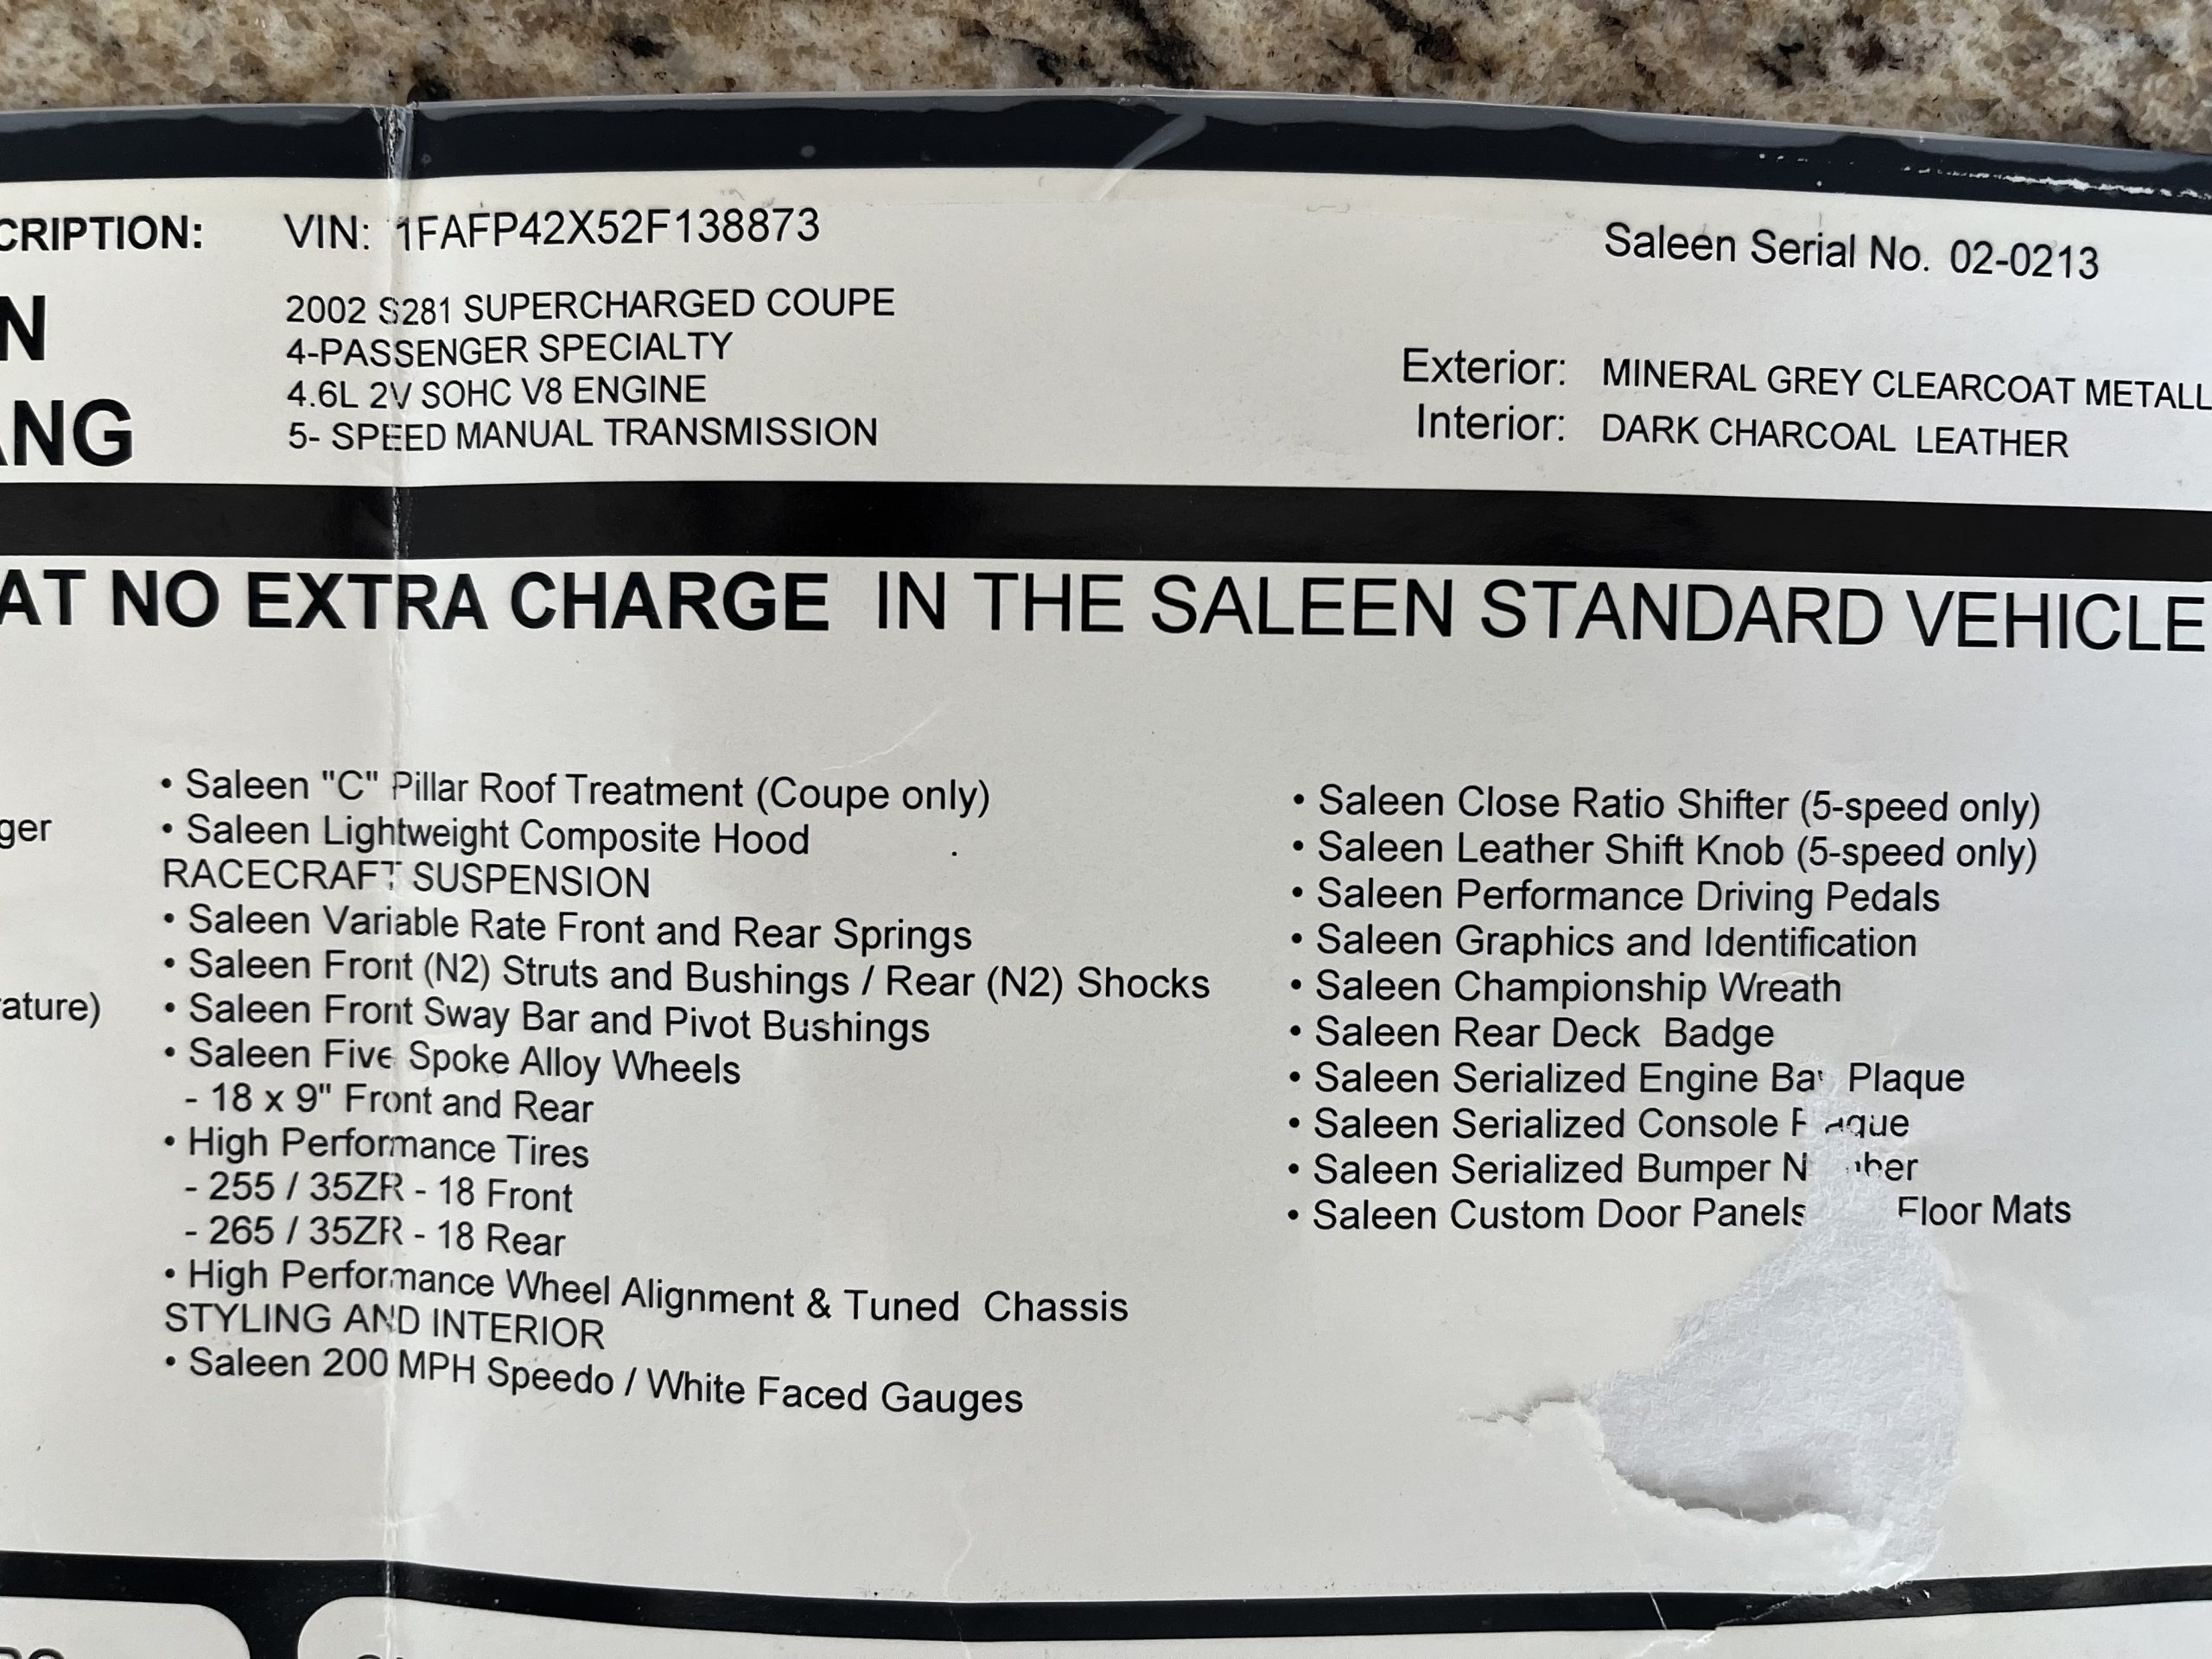 CRIPTION:
VIN: 1FAFP42X52F138873
Saleen Serial No. 02-0213
N
ANG
2002 S281 SUPERCHARGED COUPE
4-PASSENGER SPECIALTY
4.6L 2V SOHC V8 ENGINE
5- SPEED MANUAL TRANSMISSION
Exterior: MINERAL GREY CLEARCOAT METALL
Interior: DARK CHARCOAL LEATHER
AT NO EXTRA CHARGE IN THE SALEEN STANDARD VEHICLE
ger
ature)
• Saleen "C" Pillar Roof Treatment (Coupe only)
• Saleen Lightweight Composite Hood
RACECRAFT SUSPENSION
• Saleen Variable Rate Front and Rear Springs
• Saleen Front (N2) Struts and Bushings / Rear (N2) Shocks
• Saleen Front Sway Bar and Pivot Bushings
• Saleen Five Spoke Alloy Wheels
- 18 x 9" Front and Rear
• High Performance Tires
- 255 / 35ZR - 18 Front
- 265 / 35ZR - 18 Rear
• High Performance Wheel Alignment & Tuned Chassis
STYLING AND INTERIOR
• Saleen 200 MPH Speedo / White Faced Gauges
• Saleen Close Ratio Shifter (5-speed only)
• Saleen Leather Shift Knob (5-speed only)
• Saleen Performance Driving Pedals
• Saleen Graphics and Identification
• Saleen Championship Wreath
• Saleen Rear Deck Badge
• Saleen Serialized Engine Bay Plaque
• Saleen Serialized Console Plaque
• Saleen Serialized Bumper Number
• Saleen Custom Door Panels Floor Mats